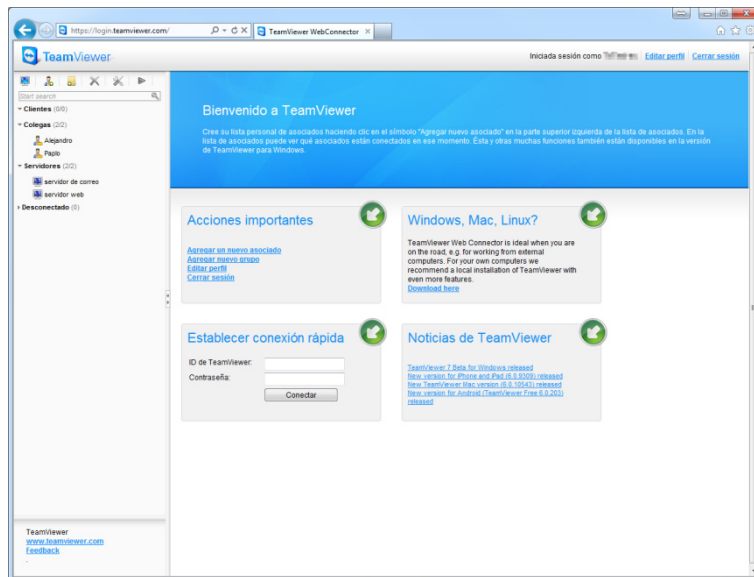 https://login.teamviewer.com/
TeamViewer WebConnector
TeamViewer
Iniciada sesión como
Editar perfil
Cerrar sesión
Start search
Clientes (0/0)
Colegas (2/2)
Alejandro
Paplo
Servidores (2/2)
servidor de correo
servidor web
Desconectado (0)
Bienvenido a TeamViewer
Cree su lista personal de asociados haciendo clic en el símbolo "Agregar nuevo asociado" en la parte superior izquierda de la lista de asociados. En la
lista de asociados puede ver qué asociados están conectados en ese momento. Ésta y otras muchas funciones también están disponibles en la versión
de TeamViewer para Windows.
Acciones importantes
Agregar un nuevo asociado
Agregar nuevo grupo
Editar perfil
Cerrar sesión
Windows, Mac, Linux?
TeamViewer Web Connector is ideal when you are
on the road, e.g. for working from external
computers. For your own computers we
recommend a local installation of TeamViewer with
even more features.
Download here
Establecer conexión rápida
ID de TeamViewer:
Contraseña:
Conectar
Noticias de TeamViewer
TeamViewer 7 Beta for Windows released
New version for iPhone and iPad (6.0.9309) released
New TeamViewer Mac version (6.0.10543) released
New version for Android (TeamViewer Free 6.0.203)
released
TeamViewer
www.teamviewer.com
Feedback